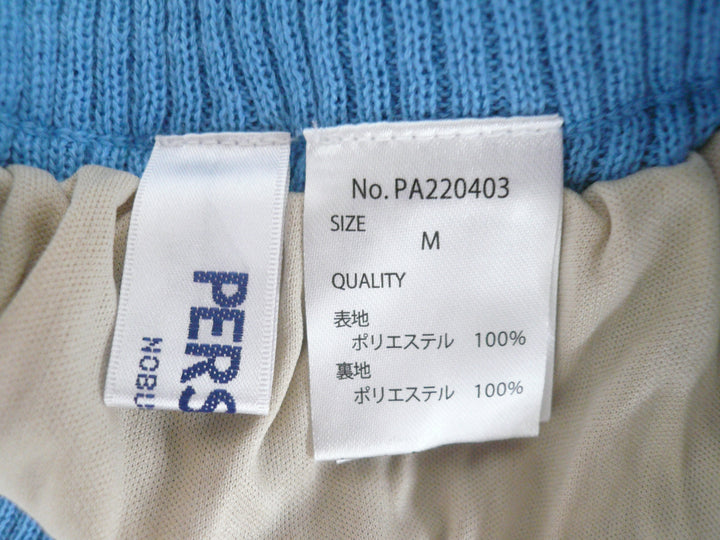 PERS
NOBU
No. PA220403
SIZE
M
QUALITY
表地
ポリエステル 100%
裏地
ポリエステル 100%